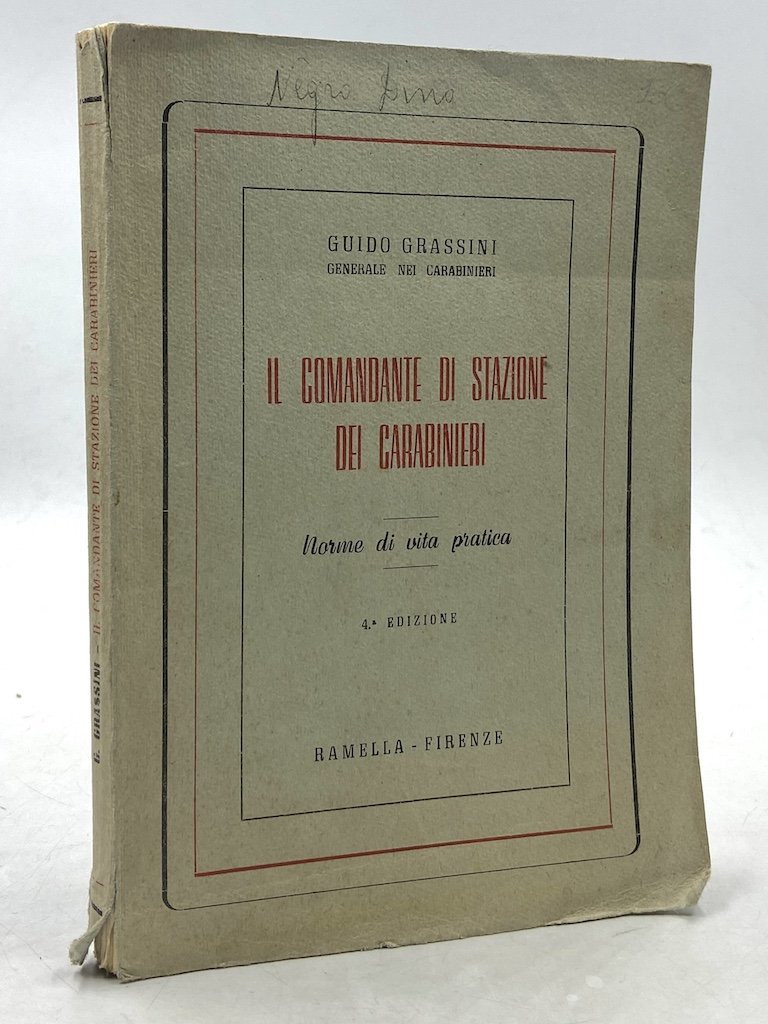 Negro
GUIDO GRASSINI
GENERALE NEI CARABINIERI
IL COMANDANTE DI STAZIONE
DEI CARABINIERI
Norme di vita pratica
4.ª EDIZIONE
RAMELLA - FIRENZE
G. GRASSINI - IL COMANDANTE DI STAZIONE DEI CARABINIERI